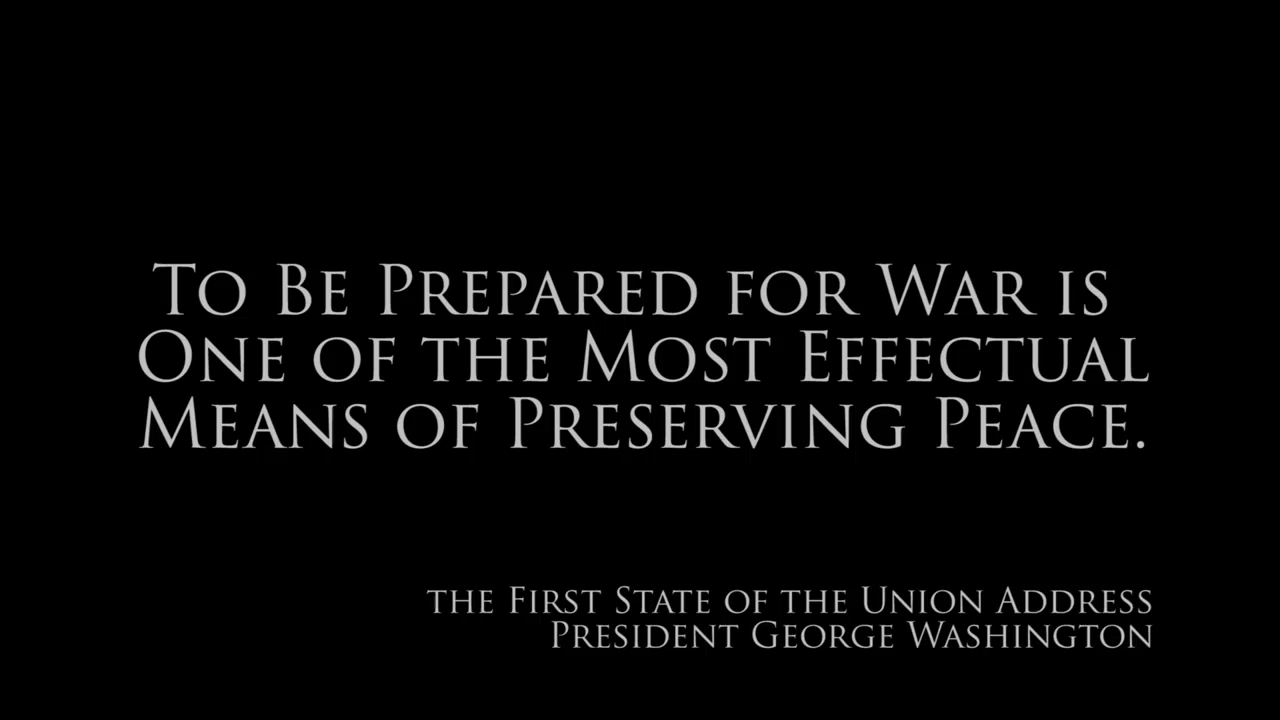 To Be Prepared for War is
One of the Most Effectual
Means of Preserving Peace.
the First State of the Union Address
President George Washington